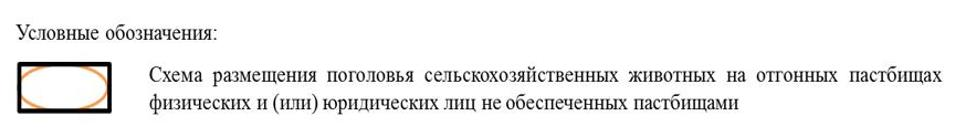 Условные обозначения:
Схема размещения поголовья сельскохозяйственных животных на отгонных пастбищах
физических и (или) юридических лиц не обеспеченных пастбищами